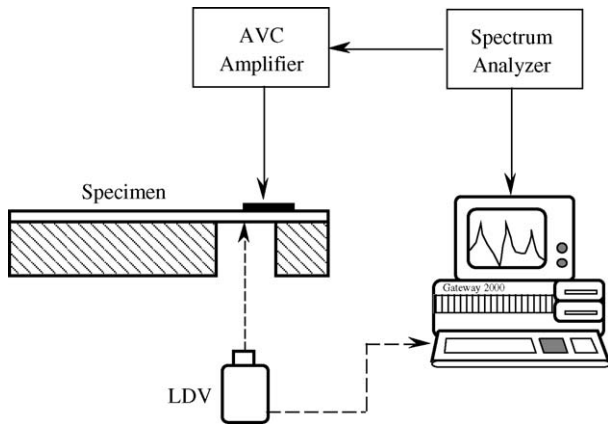 AVC
Amplifier
Spectrum
Analyzer
Specimen
Gateway 2000
LDV